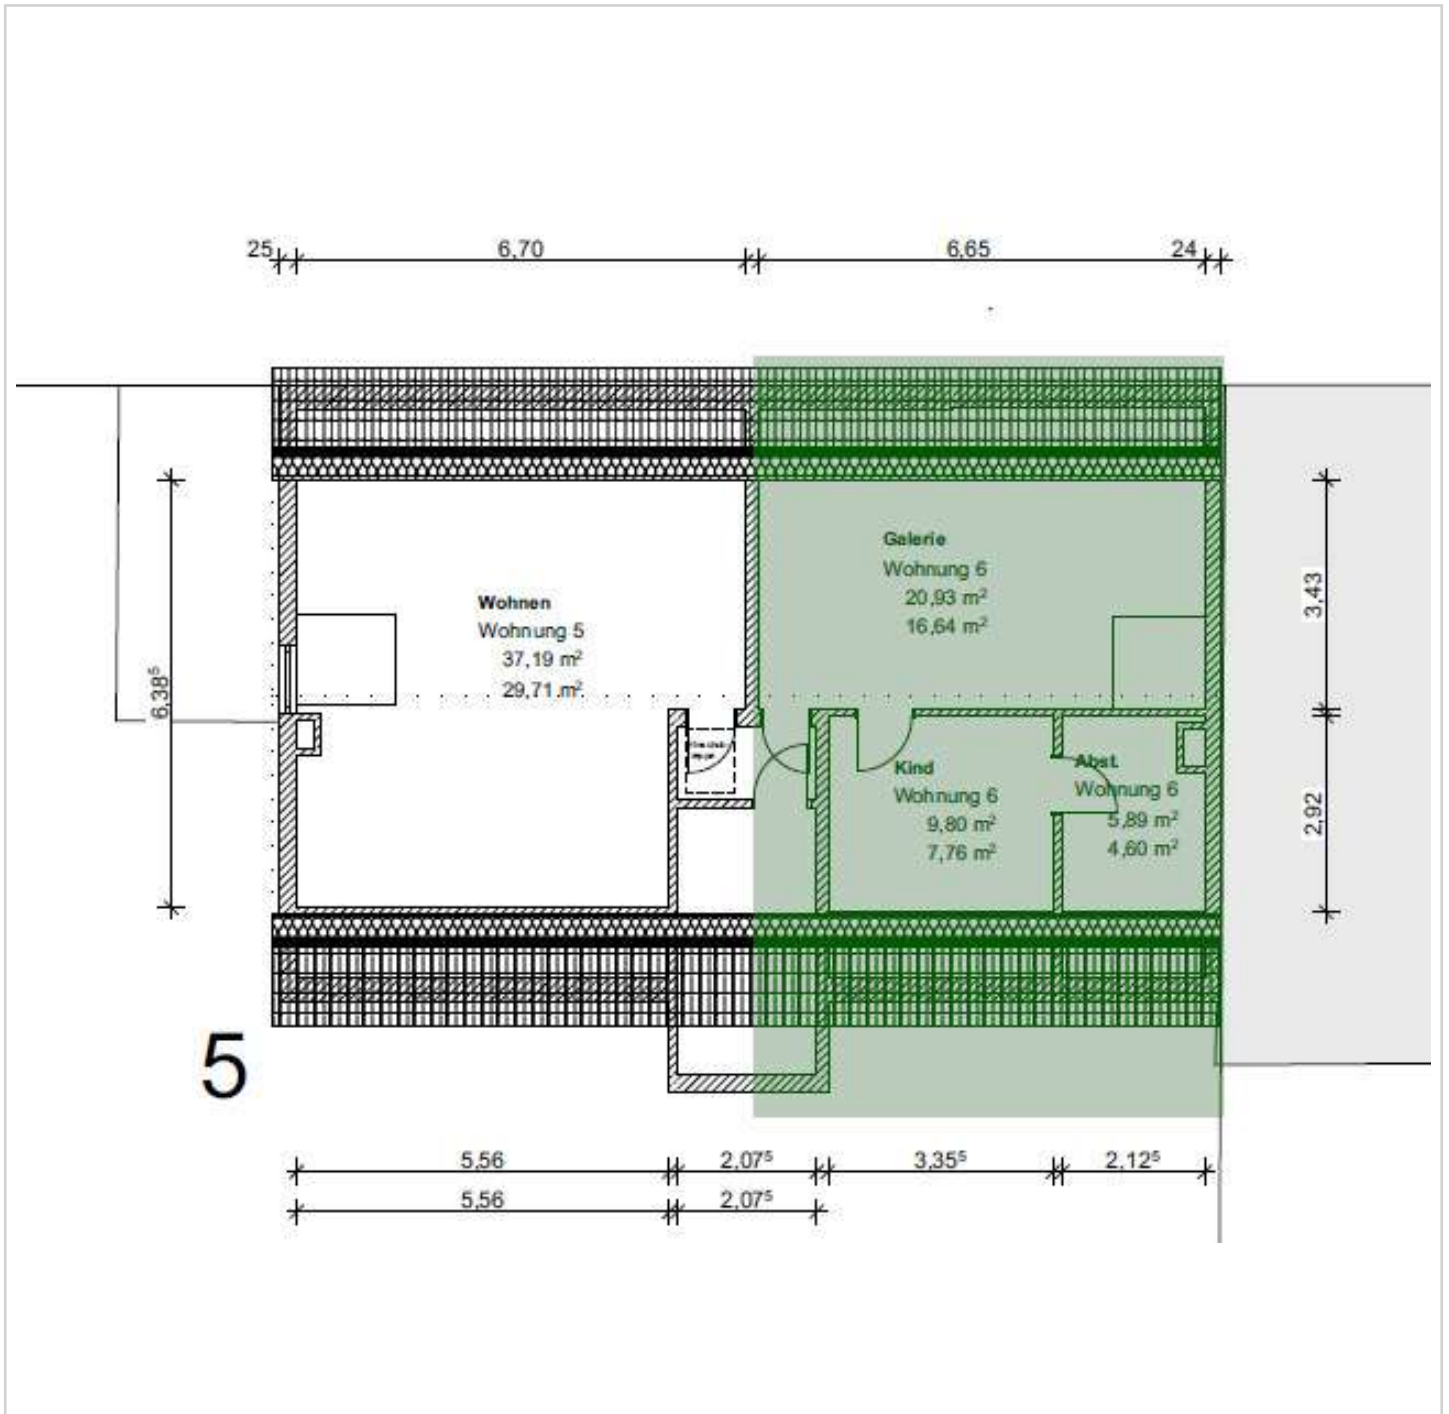 25
6,70
6,65
24
Galerie
Wohnung 6
20,93 m²
16,64 m²
Wohnen
Wohnung 5
37,19 m²
29,71 m²
6,38⁵
3,43
Kind
Wohnung 6
9,80 m²
7,76 m²
Abst.
Wohnung 6
5,89 m²
4,60 m²
2,92
5
5,56
2,07⁵
3,35⁵
2,12⁵
5,56
2,07⁵